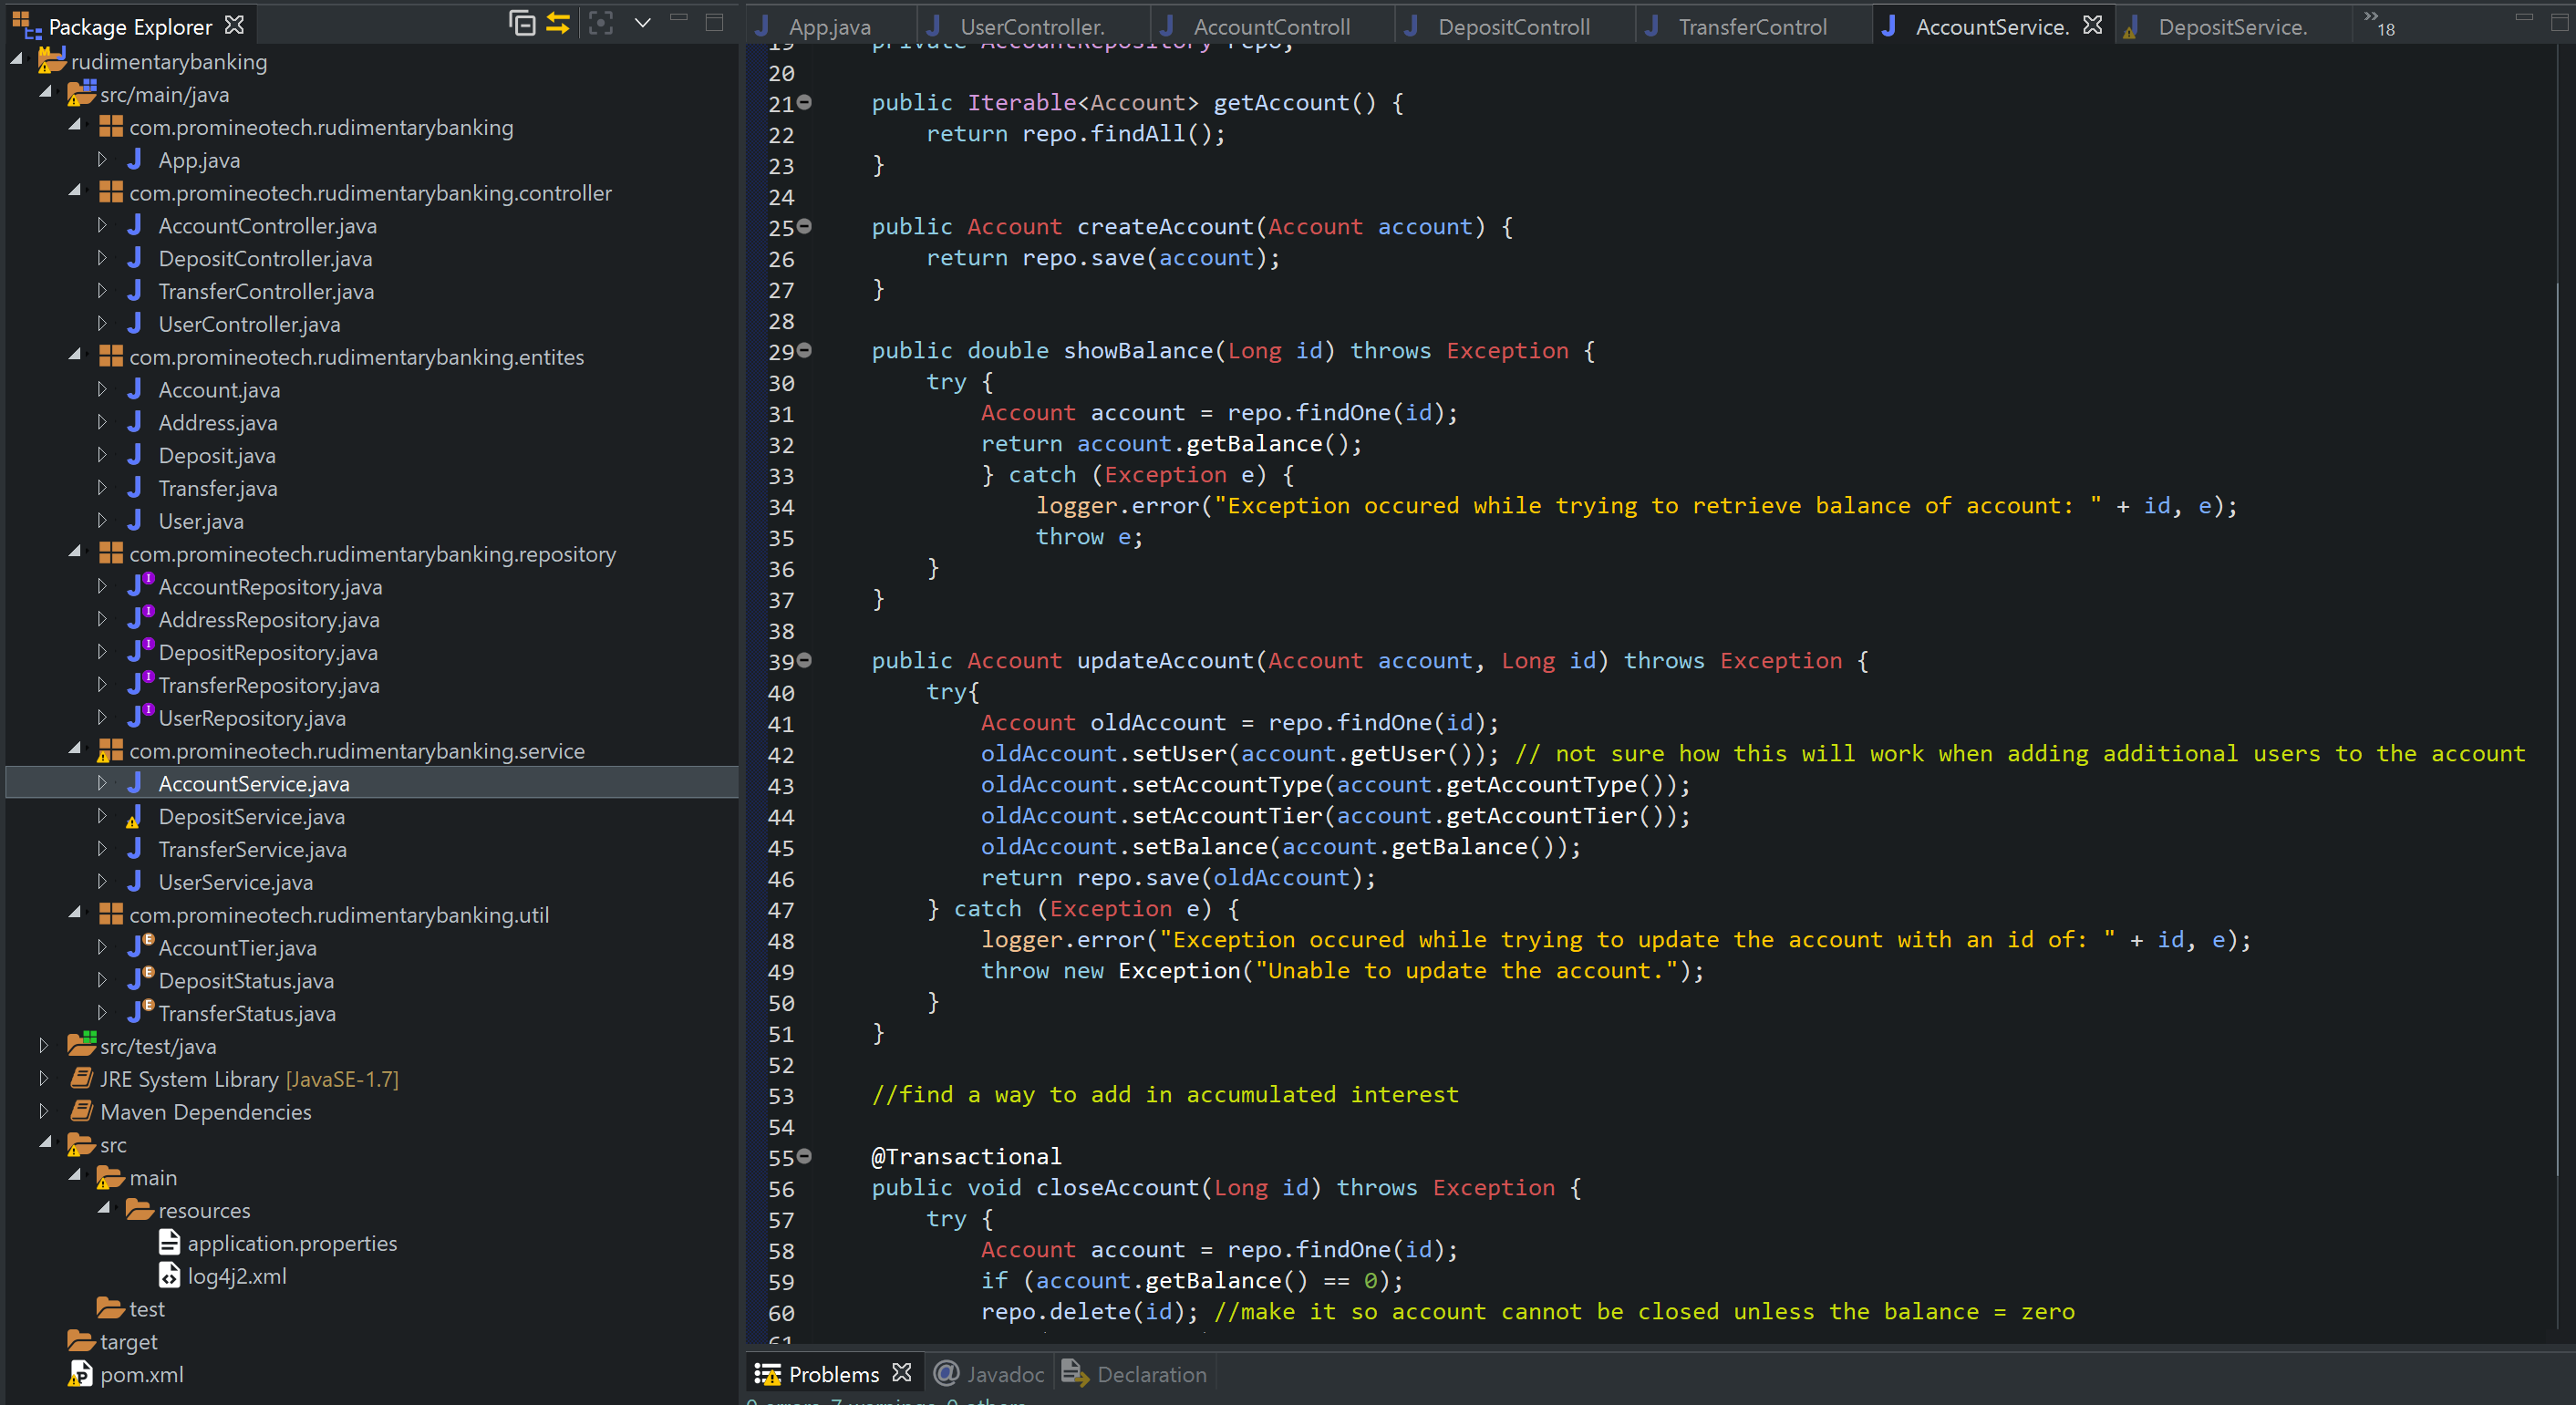 Package Explorer
rudimentarybanking
src/main/java
com.promineotech.rudimentarybanking
App.java
com.promineotech.rudimentarybanking.controller
AccountController.java
DepositController.java
TransferController.java
UserController.java
com.promineotech.rudimentarybanking.entites
Account.java
Address.java
Deposit.java
Transfer.java
User.java
com.promineotech.rudimentarybanking.repository
AccountRepository.java
AddressRepository.java
DepositRepository.java
TransferRepository.java
UserRepository.java
com.promineotech.rudimentarybanking.service
AccountService.java
DepositService.java
TransferService.java
UserService.java
com.promineotech.rudimentarybanking.util
AccountTier.java
DepositStatus.java
TransferStatus.java
src/test/java
JRE System Library [JavaSE-1.7]
Maven Dependencies
src
main
resources
application.properties
log4j2.xml
test
target
pom.xml
App.java UserController. AccountControll DepositControll TransferControl AccountService. DepositService. »18
19 private AccountRepository repo;
20
21 public Iterable<Account> getAccount() {
22 return repo.findAll();
23 }
24
25 public Account createAccount(Account account) {
26 return repo.save(account);
27 }
28
29 public double showBalance(Long id) throws Exception {
30 try {
31 Account account = repo.findOne(id);
32 return account.getBalance();
33 } catch (Exception e) {
34 logger.error("Exception occured while trying to retrieve balance of account: " + id, e);
35 throw e;
36 }
37 }
38
39 public Account updateAccount(Account account, Long id) throws Exception {
40 try{
41 Account oldAccount = repo.findOne(id);
42 oldAccount.setUser(account.getUser()); // not sure how this will work when adding additional users to the account
43 oldAccount.setAccountType(account.getAccountType());
44 oldAccount.setAccountTier(account.getAccountTier());
45 oldAccount.setBalance(account.getBalance());
46 return repo.save(oldAccount);
47 } catch (Exception e) {
48 logger.error("Exception occured while trying to update the account with an id of: " + id, e);
49 throw new Exception("Unable to update the account.");
50 }
51 }
52
53 //find a way to add in accumulated interest
54
55 @Transactional
56 public void closeAccount(Long id) throws Exception {
57 try {
58 Account account = repo.findOne(id);
59 if (account.getBalance() == 0);
60 repo.delete(id); //make it so account cannot be closed unless the balance = zero
61
Problems Javadoc Declaration
0 errors, 7 warnings, 0 others